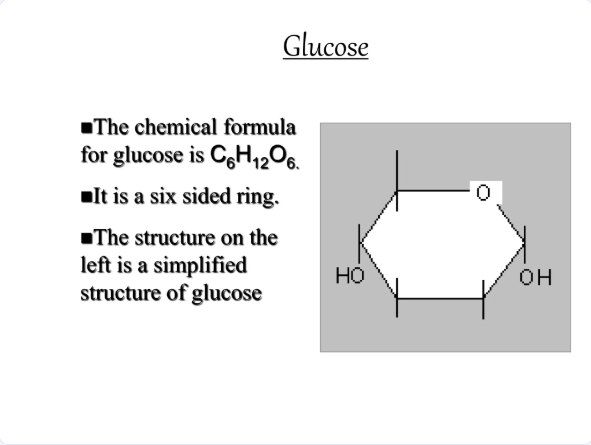 Glucose
■The chemical formula
for glucose is C₆H₁₂O₆.
■It is a six sided ring.
■The structure on the
left is a simplified
structure of glucose
O
HO
OH